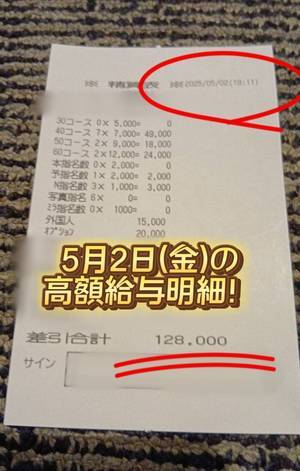 ※ 精算表 ※ 2025/05/02(18:11)
30コース 0× 5,000= 0
40コース 7× 7,000= 49,000
50コース 2× 9,000= 18,000
60コース 2× 12,000= 24,000
本指名数 0× 2,000= 0
予指名数 1× 2,000= 2,000
N指名数 3× 1,000= 3,000
写真指名 6× 0= 0
ミラ指名数 0× 1000= 0
外国人 15,000
オプション 20,000
5月2日(金)の
高額給与明細!
差引合計 128,000
サイン